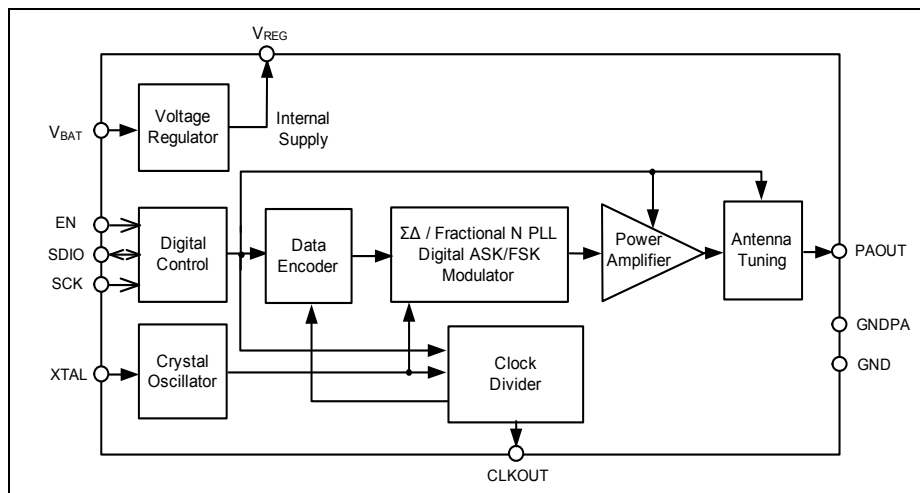 VREG
Voltage
Regulator
Internal
Supply
VBAT
EN
SDIO
SCK
Digital
Control
Data
Encoder
ΣΔ / Fractional N PLL
Digital ASK/FSK
Modulator
Power
Amplifier
Antenna
Tuning
PAOUT
GNDPA
GND
XTAL
Crystal
Oscillator
Clock
Divider
CLKOUT